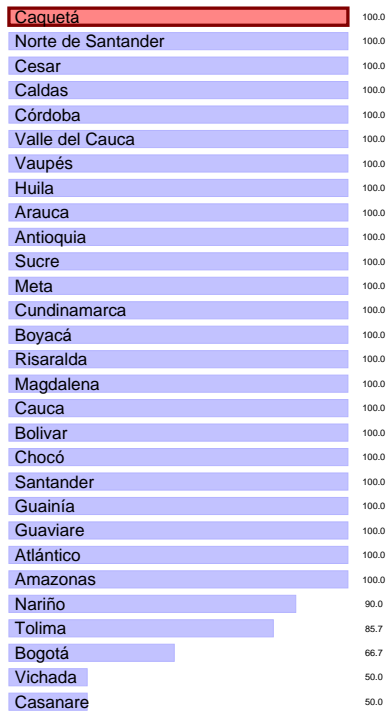 Caquetá 100.0
Norte de Santander 100.0
Cesar 100.0
Caldas 100.0
Córdoba 100.0
Valle del Cauca 100.0
Vaupés 100.0
Huila 100.0
Arauca 100.0
Antioquia 100.0
Sucre 100.0
Meta 100.0
Cundinamarca 100.0
Boyacá 100.0
Risaralda 100.0
Magdalena 100.0
Cauca 100.0
Bolivar 100.0
Chocó 100.0
Santander 100.0
Guainía 100.0
Guaviare 100.0
Atlántico 100.0
Amazonas 100.0
Nariño 90.0
Tolima 85.7
Bogotá 66.7
Vichada 50.0
Casanare 50.0